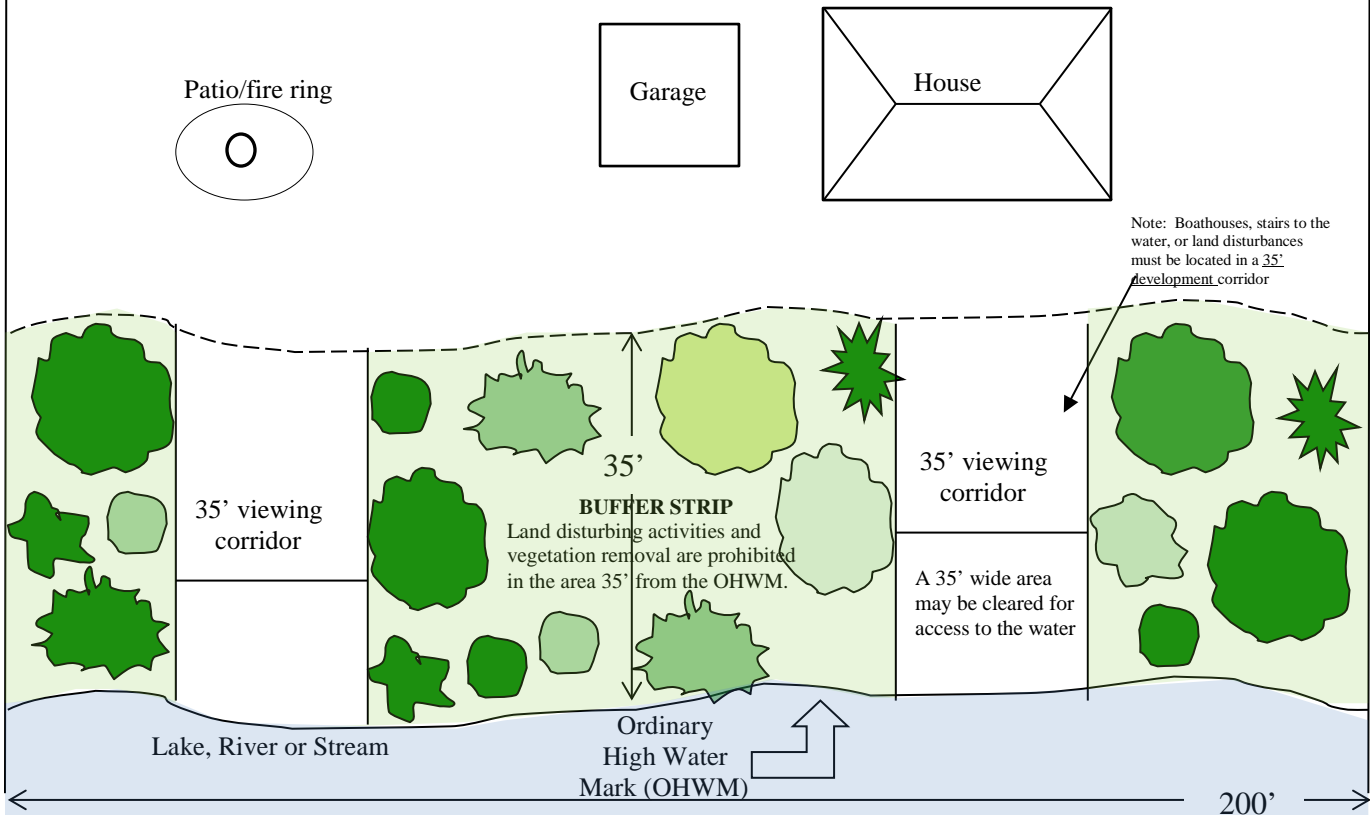 Patio/fire ring
Garage
House
Note:  Boathouses, stairs to the
water, or land disturbances
must be located in a 35’
development corridor
35’
35’ viewing
corridor
BUFFER STRIP
Land disturbing activities and
vegetation removal are prohibited
in the area 35’ from the OHWM.
35’ viewing
corridor
A 35’ wide area
may be cleared for
access to the water
Lake, River or Stream
Ordinary
High Water
Mark (OHWM)
200’